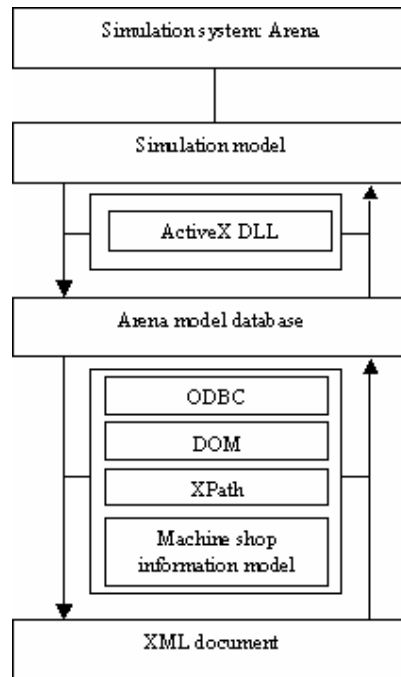 Simulation system: Arena
Simulation model
ActiveX DLL
Arena model database
ODBC
DOM
XPath
Machine shop
information model
XML document